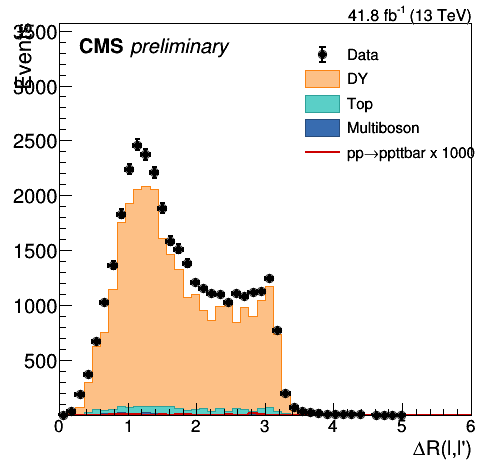 41.8 fb⁻¹ (13 TeV)
CMS preliminary
Events
3500
3000
2500
2000
1500
1000
500
Data
DY
Top
Multiboson
pp→ppttbar x 1000
0 1 2 3 4 5 6
ΔR(l,l')